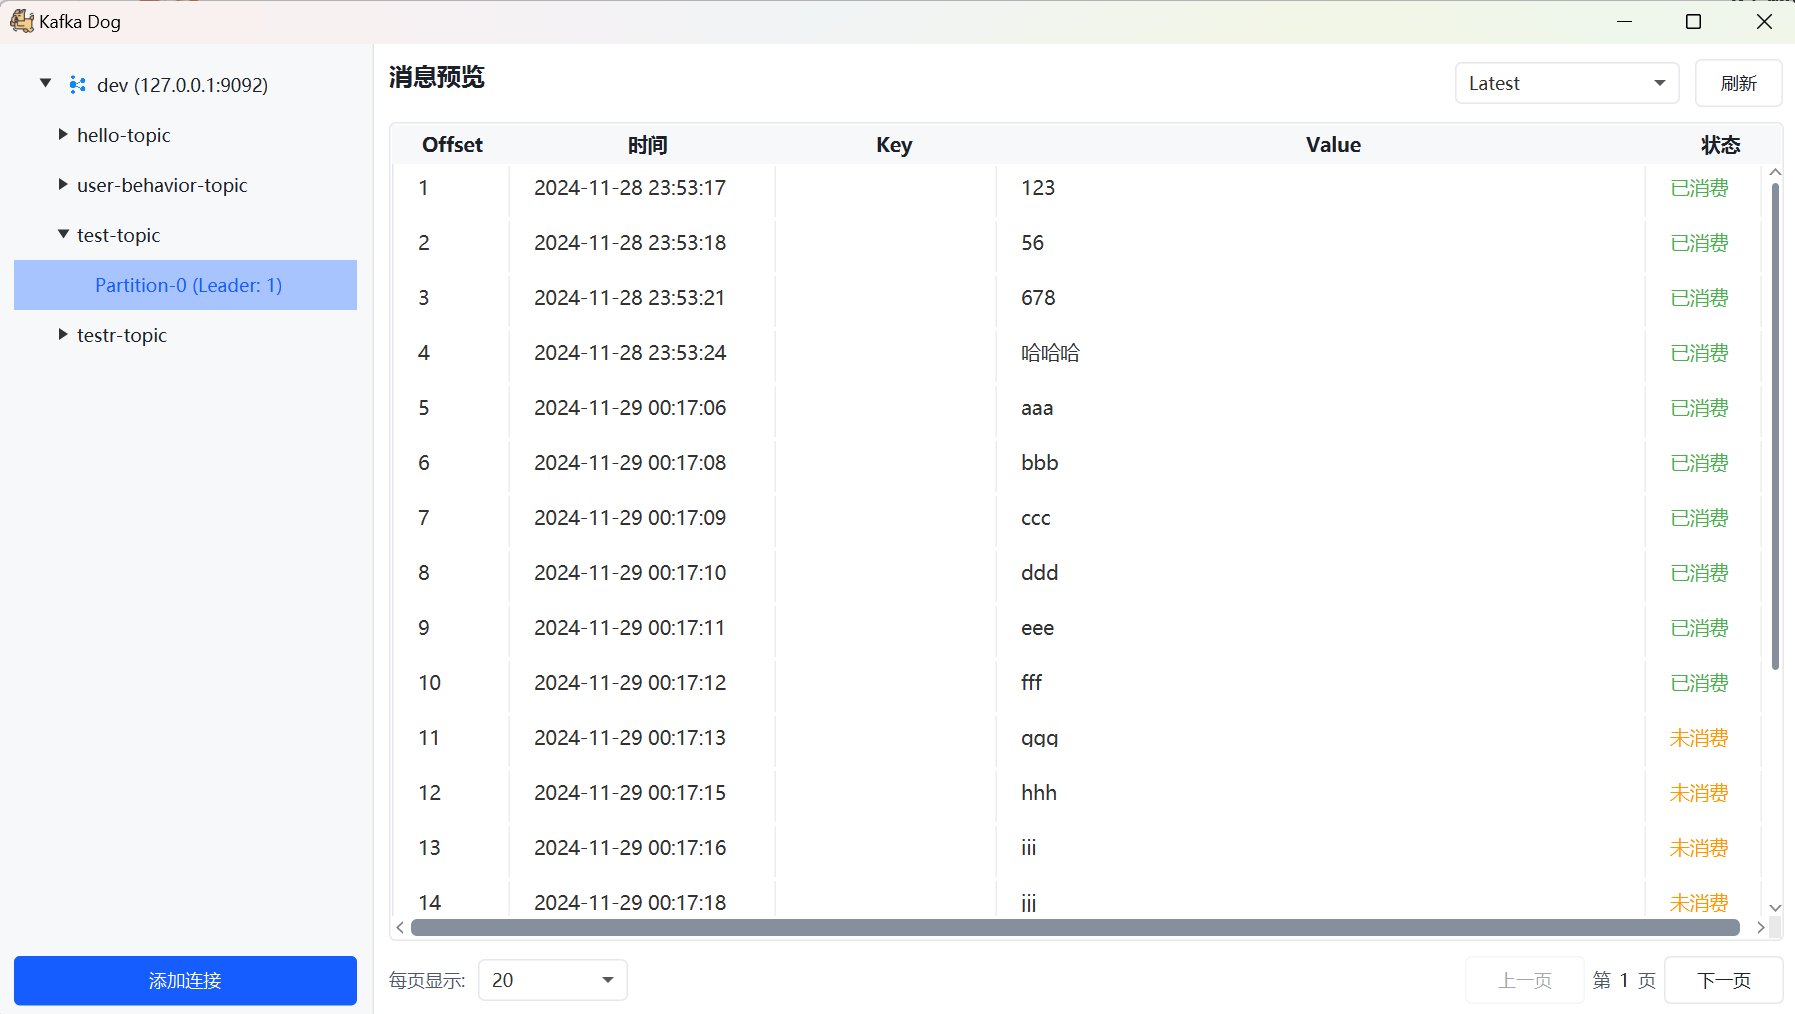 Kafka Dog
dev (127.0.0.1:9092)
hello-topic
user-behavior-topic
test-topic
Partition-0 (Leader: 1)
testr-topic
添加连接
消息预览
Latest
刷新
Offset 时间 Key Value 状态
1 2024-11-28 23:53:17 123 已消费
2 2024-11-28 23:53:18 56 已消费
3 2024-11-28 23:53:21 678 已消费
4 2024-11-28 23:53:24 哈哈哈 已消费
5 2024-11-29 00:17:06 aaa 已消费
6 2024-11-29 00:17:08 bbb 已消费
7 2024-11-29 00:17:09 ccc 已消费
8 2024-11-29 00:17:10 ddd 已消费
9 2024-11-29 00:17:11 eee 已消费
10 2024-11-29 00:17:12 fff 已消费
11 2024-11-29 00:17:13 ggg 未消费
12 2024-11-29 00:17:15 hhh 未消费
13 2024-11-29 00:17:16 iii 未消费
14 2024-11-29 00:17:18 jjj 未消费
每页显示: 20
上一页 第 1 页 下一页